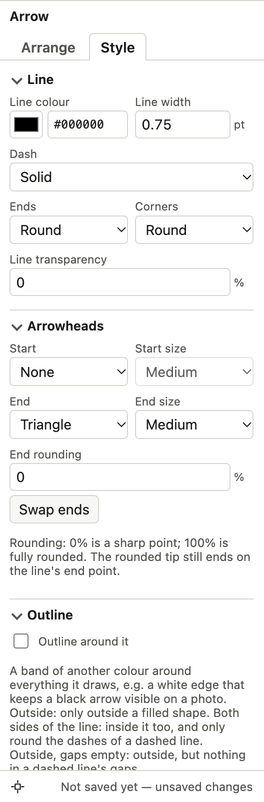 Arrow
Arrange Style
Line
Line colour Line width
#000000 0.75 pt
Dash
Solid
Ends Corners
Round Round
Line transparency
0 %
Arrowheads
Start Start size
None Medium
End End size
Triangle Medium
End rounding
0 %
Swap ends
Rounding: 0% is a sharp point; 100% is
fully rounded. The rounded tip still ends on
the line's end point.
Outline
Outline around it
A band of another colour around
everything it draws, e.g. a white edge that
keeps a black arrow visible on a photo.
Outside: only outside a filled shape. Both
sides of the line: inside it too, and only
round the dashes of a dashed line.
Outside, gaps empty: outside, but nothing
in a dashed line's gaps.
Not saved yet — unsaved changes